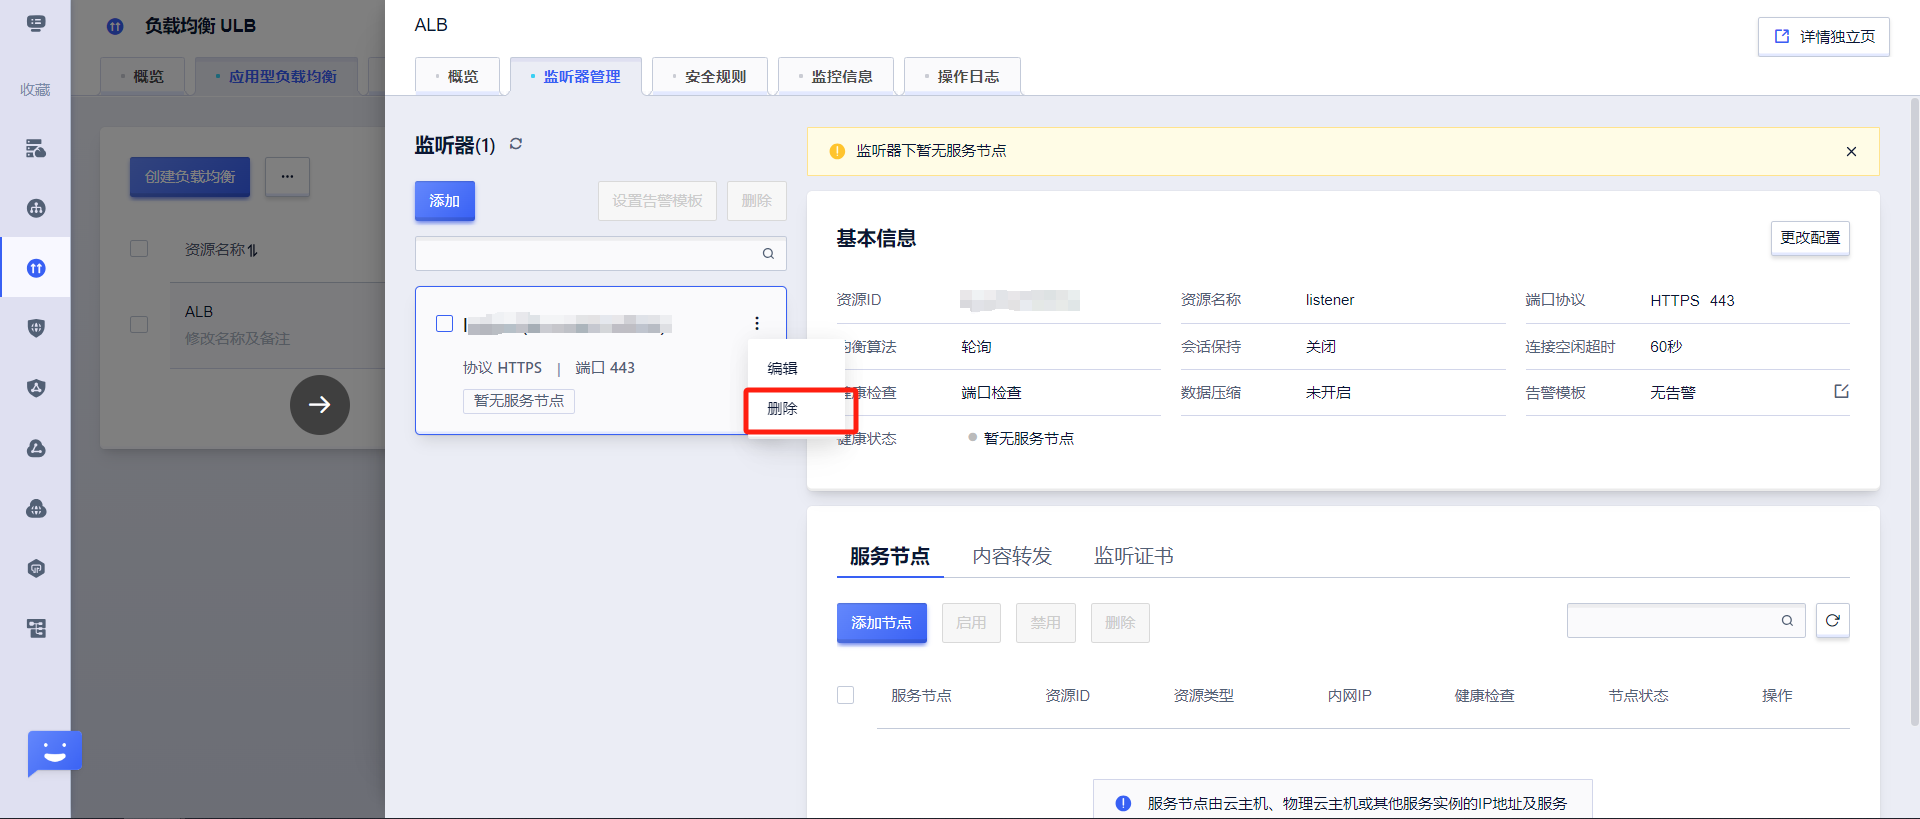 收藏
负载均衡 ULB
概览
应用型负载均衡
创建负载均衡
...
资源名称
ALB
修改名称及备注
ALB
详情独立页
概览
监听器管理
安全规则
监控信息
操作日志
监听器(1)
添加
设置告警模板
删除
协议 HTTPS | 端口 443
暂无服务节点
编辑
删除
监听器下暂无服务节点
基本信息
更改配置
资源ID
资源名称 listener
端口协议 HTTPS 443
均衡算法 轮询
会话保持 关闭
连接空闲超时 60秒
健康检查 端口检查
数据压缩 未开启
告警模板 无告警
健康状态 暂无服务节点
服务节点 内容转发 监听证书
添加节点 启用 禁用 删除
服务节点 资源ID 资源类型 内网IP 健康检查 节点状态 操作
服务节点由云主机、物理云主机或其他服务实例的IP地址及服务